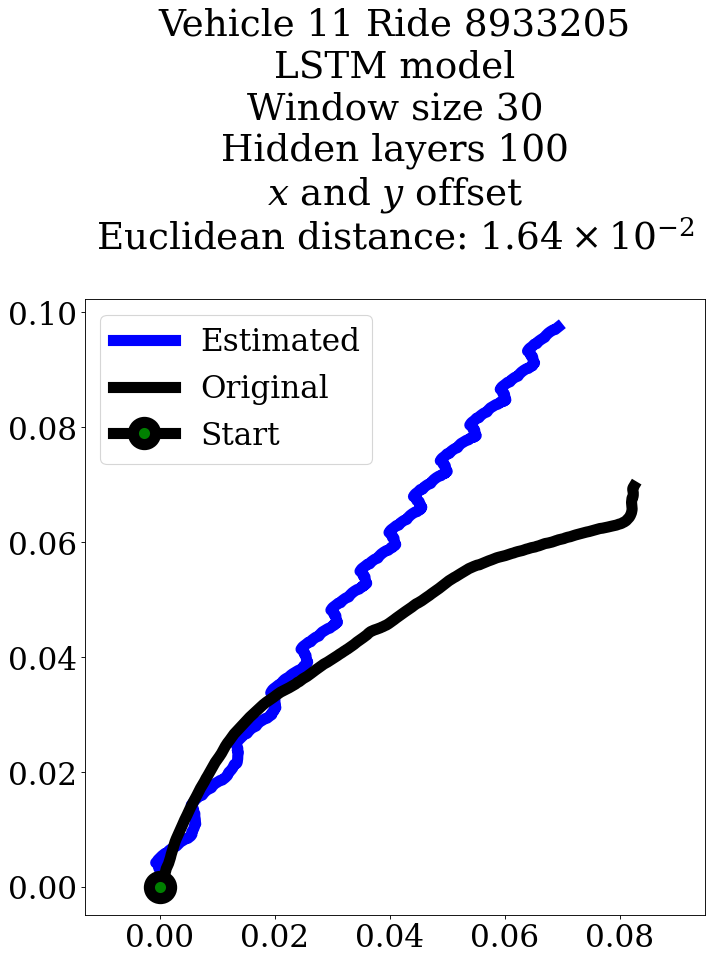 Vehicle 11 Ride 8933205
LSTM model
Window size 30
Hidden layers 100
x and y offset
Euclidean distance: 1.64 × 10⁻²
Estimated
Original
Start
0.10
0.08
0.06
0.04
0.02
0.00
0.00 0.02 0.04 0.06 0.08